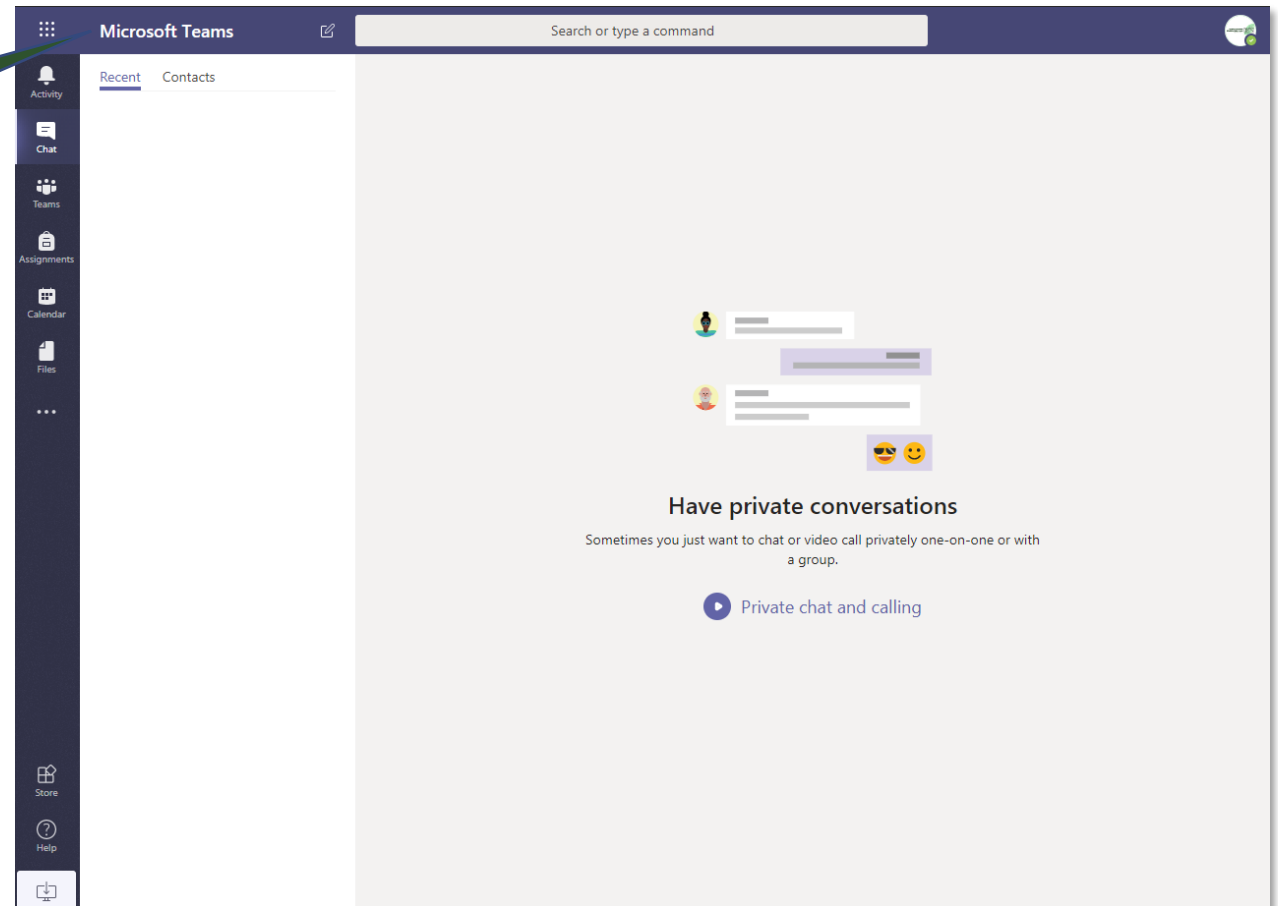 Microsoft Teams
Search or type a command
Activity
Chat
Teams
Assignments
Calendar
Files
Store
Help
Recent Contacts
Have private conversations
Sometimes you just want to chat or video call privately one-on-one or with
a group.
Private chat and calling